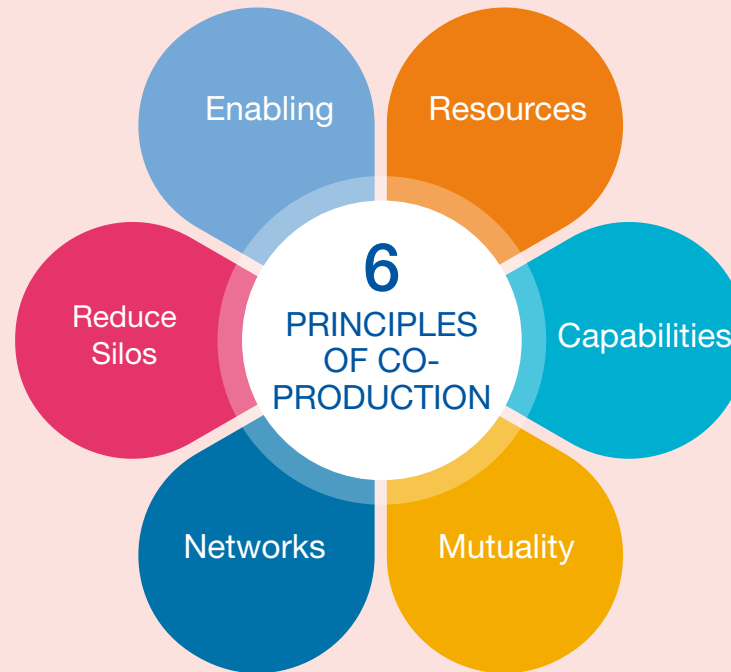 Enabling
Resources
Reduce
Silos
6
PRINCIPLES
OF CO-
PRODUCTION
Capabilities
Networks
Mutuality